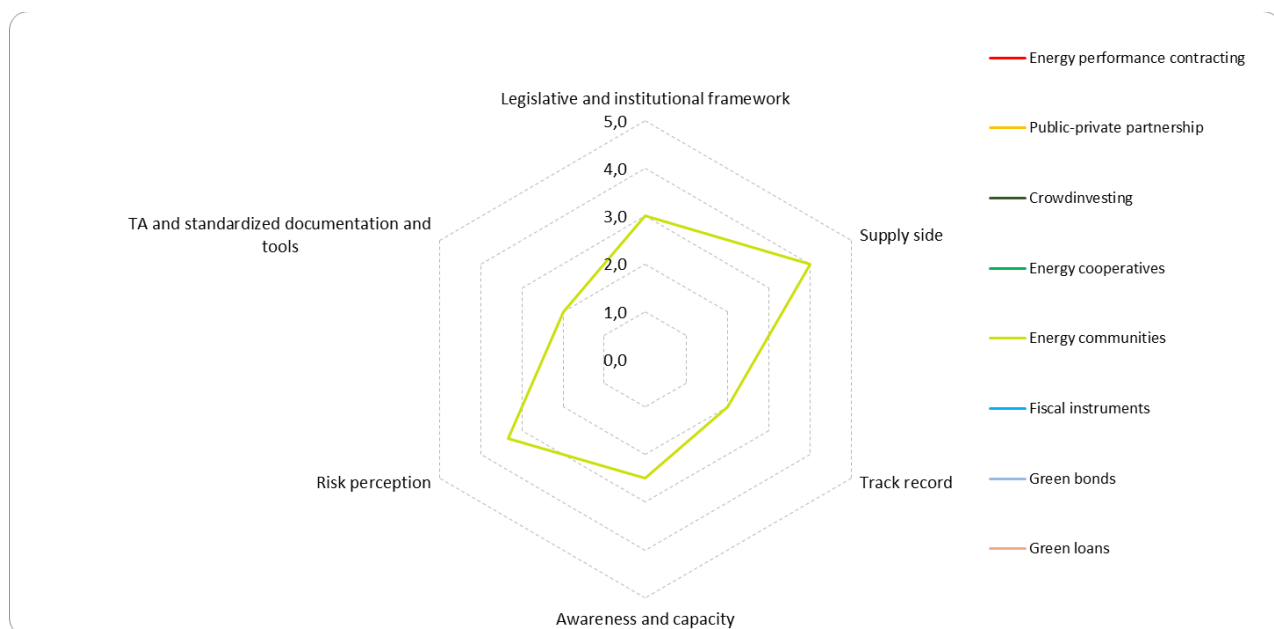 Legislative and institutional framework
5,0
4,0
3,0
2,0
1,0
0,0
Supply side
Track record
Awareness and capacity
Risk perception
TA and standardized documentation and
tools
Energy performance contracting
Public-private partnership
Crowdinvesting
Energy cooperatives
Energy communities
Fiscal instruments
Green bonds
Green loans